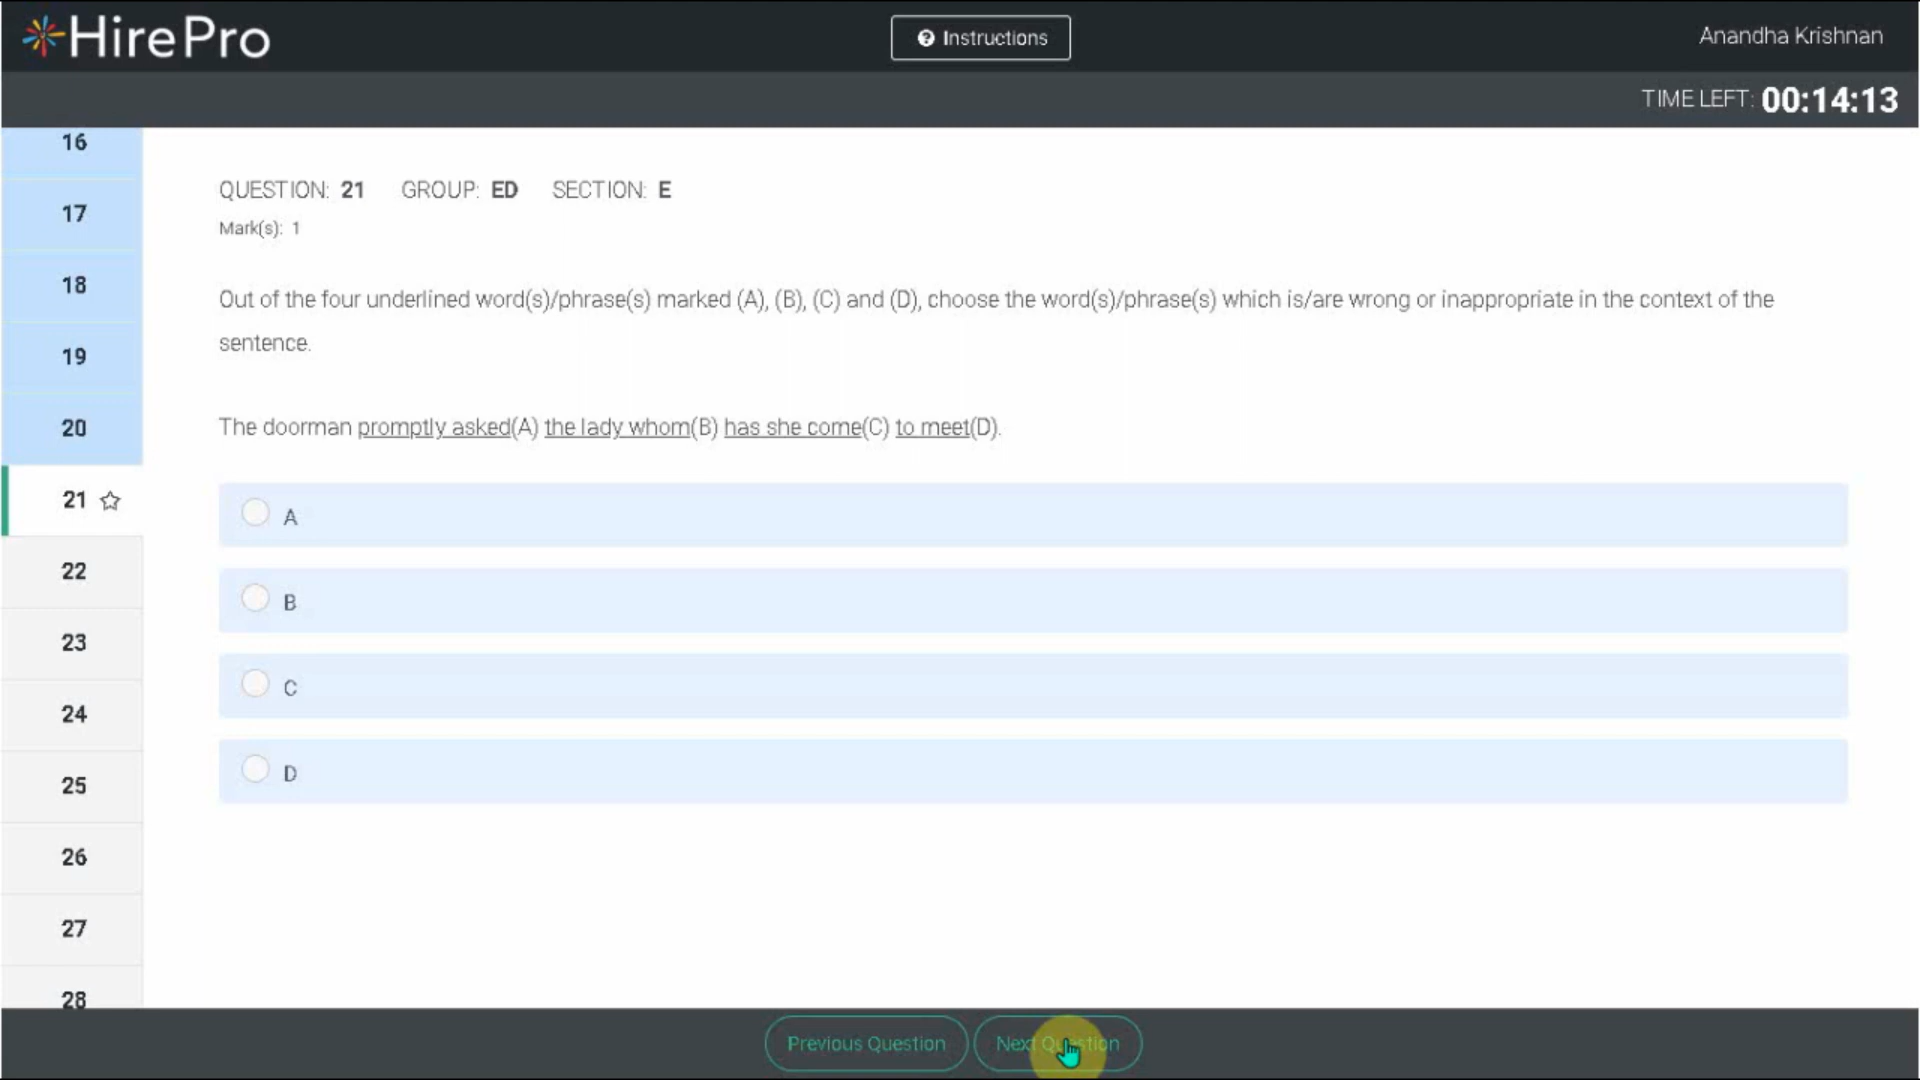 HirePro
Instructions
Anandha Krishnan
TIME LEFT: 00:14:13
16
17
18
19
20
21
22
23
24
25
26
27
28
QUESTION: 21 GROUP: ED SECTION: E
Mark(s): 1
Out of the four underlined word(s)/phrase(s) marked (A), (B), (C) and (D), choose the word(s)/phrase(s) which is/are wrong or inappropriate in the context of the
sentence.
The doorman promptly asked(A) the lady whom(B) has she come(C) to meet(D).
A
B
C
D
Previous Question
Next Question